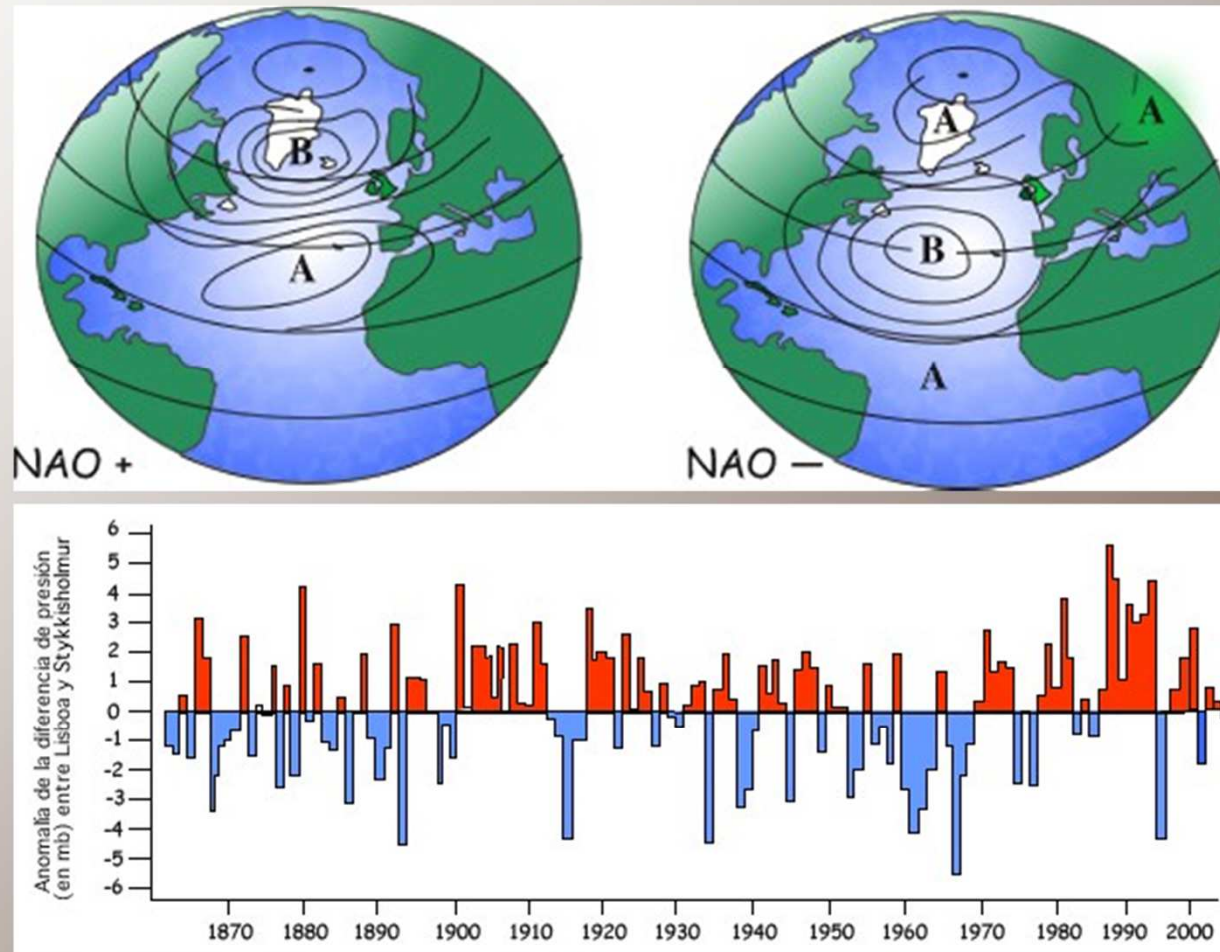 B
A
NAO +
A
A
B
A
NAO –
Anomalía de la diferencia de presión
(en mb) entre Lisboa y Stykkisholmur
6
5
4
3
2
1
0
-1
-2
-3
-4
-5
-6
1870 1880 1890 1900 1910 1920 1930 1940 1950 1960 1970 1980 1990 2000